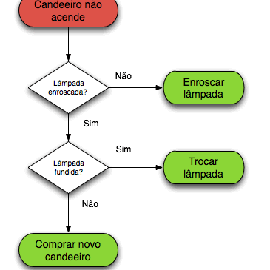 Candeeiro não
acende
Lâmpada
enroscada?
Não
Enroscar
lâmpada
Sim
Lâmpada
fundida?
Sim
Trocar
lâmpada
Não
Comprar novo
candeeiro